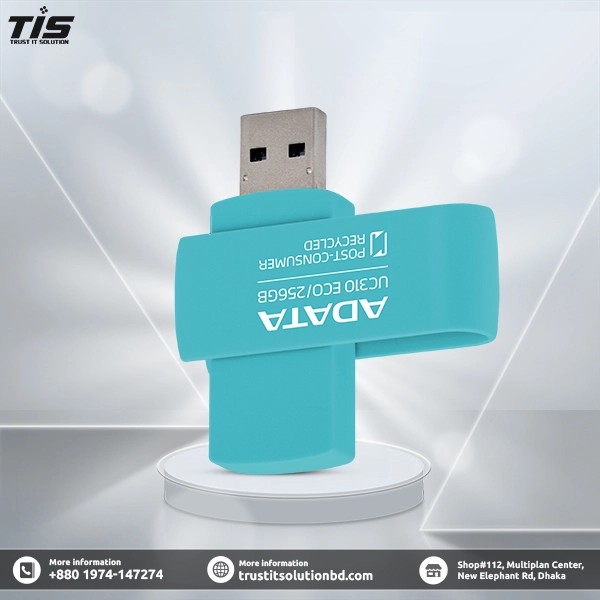 TIS
TRUST IT SOLUTION
ADATA
UC310 ECO/256GB
POST-CONSUMER
RECYCLED
More information
+880 1974-147274
More information
trustitsolutionbd.com
Shop#112, Multiplan Center,
New Elephant Rd, Dhaka